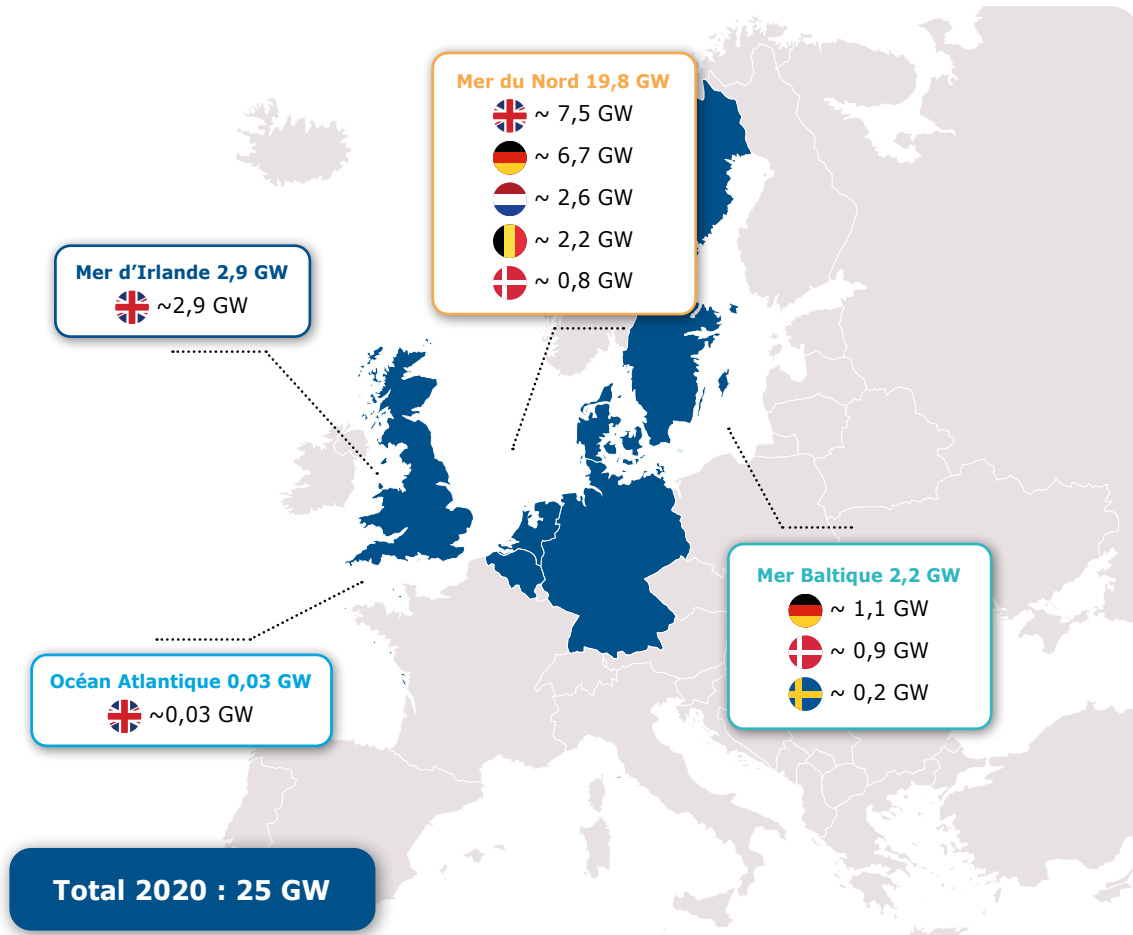 Mer du Nord 19,8 GW
~ 7,5 GW
~ 6,7 GW
~ 2,6 GW
~ 2,2 GW
~ 0,8 GW
Mer d’Irlande 2,9 GW
~2,9 GW
Mer Baltique 2,2 GW
~ 1,1 GW
~ 0,9 GW
~ 0,2 GW
Océan Atlantique 0,03 GW
~0,03 GW
Total 2020 : 25 GW